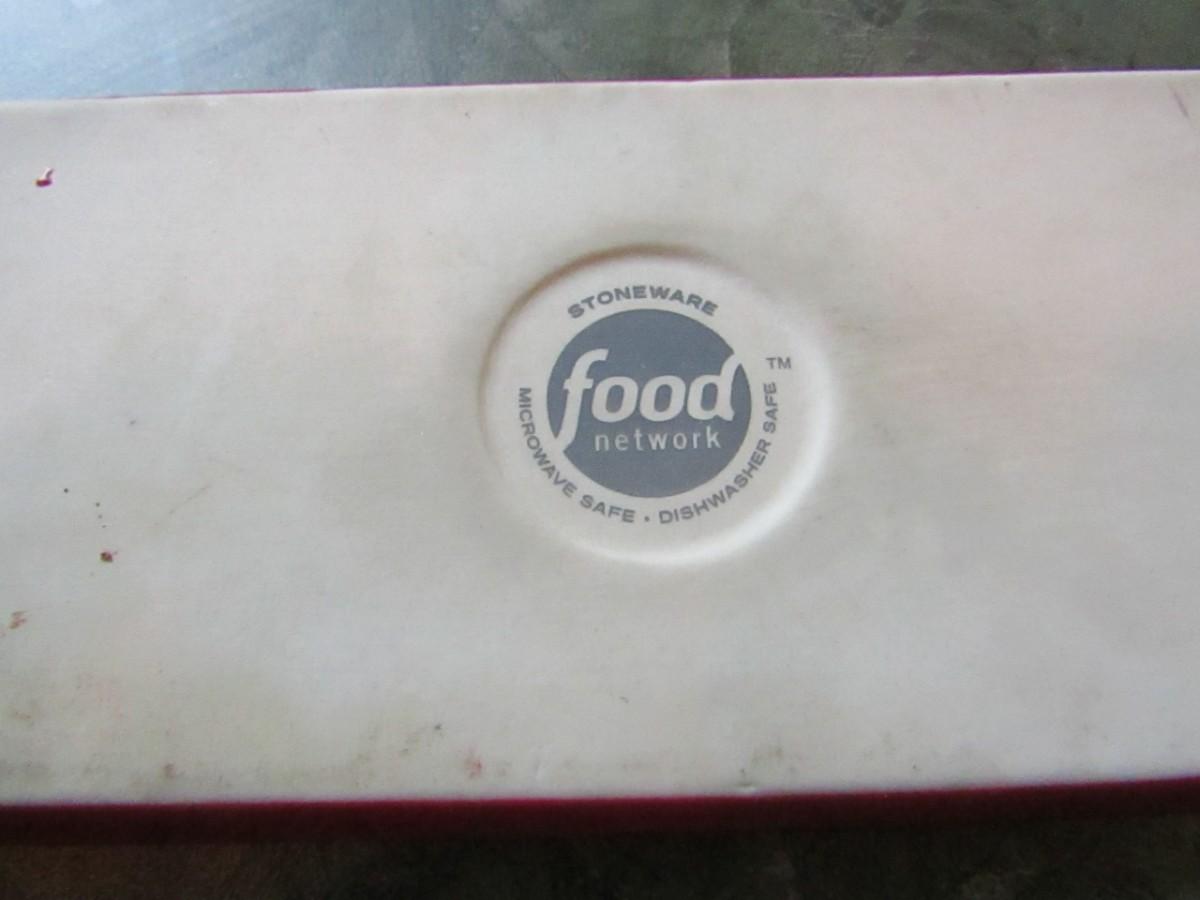 STONEWARE
food
network
TM
MICROWAVE SAFE • DISHWASHER SAFE